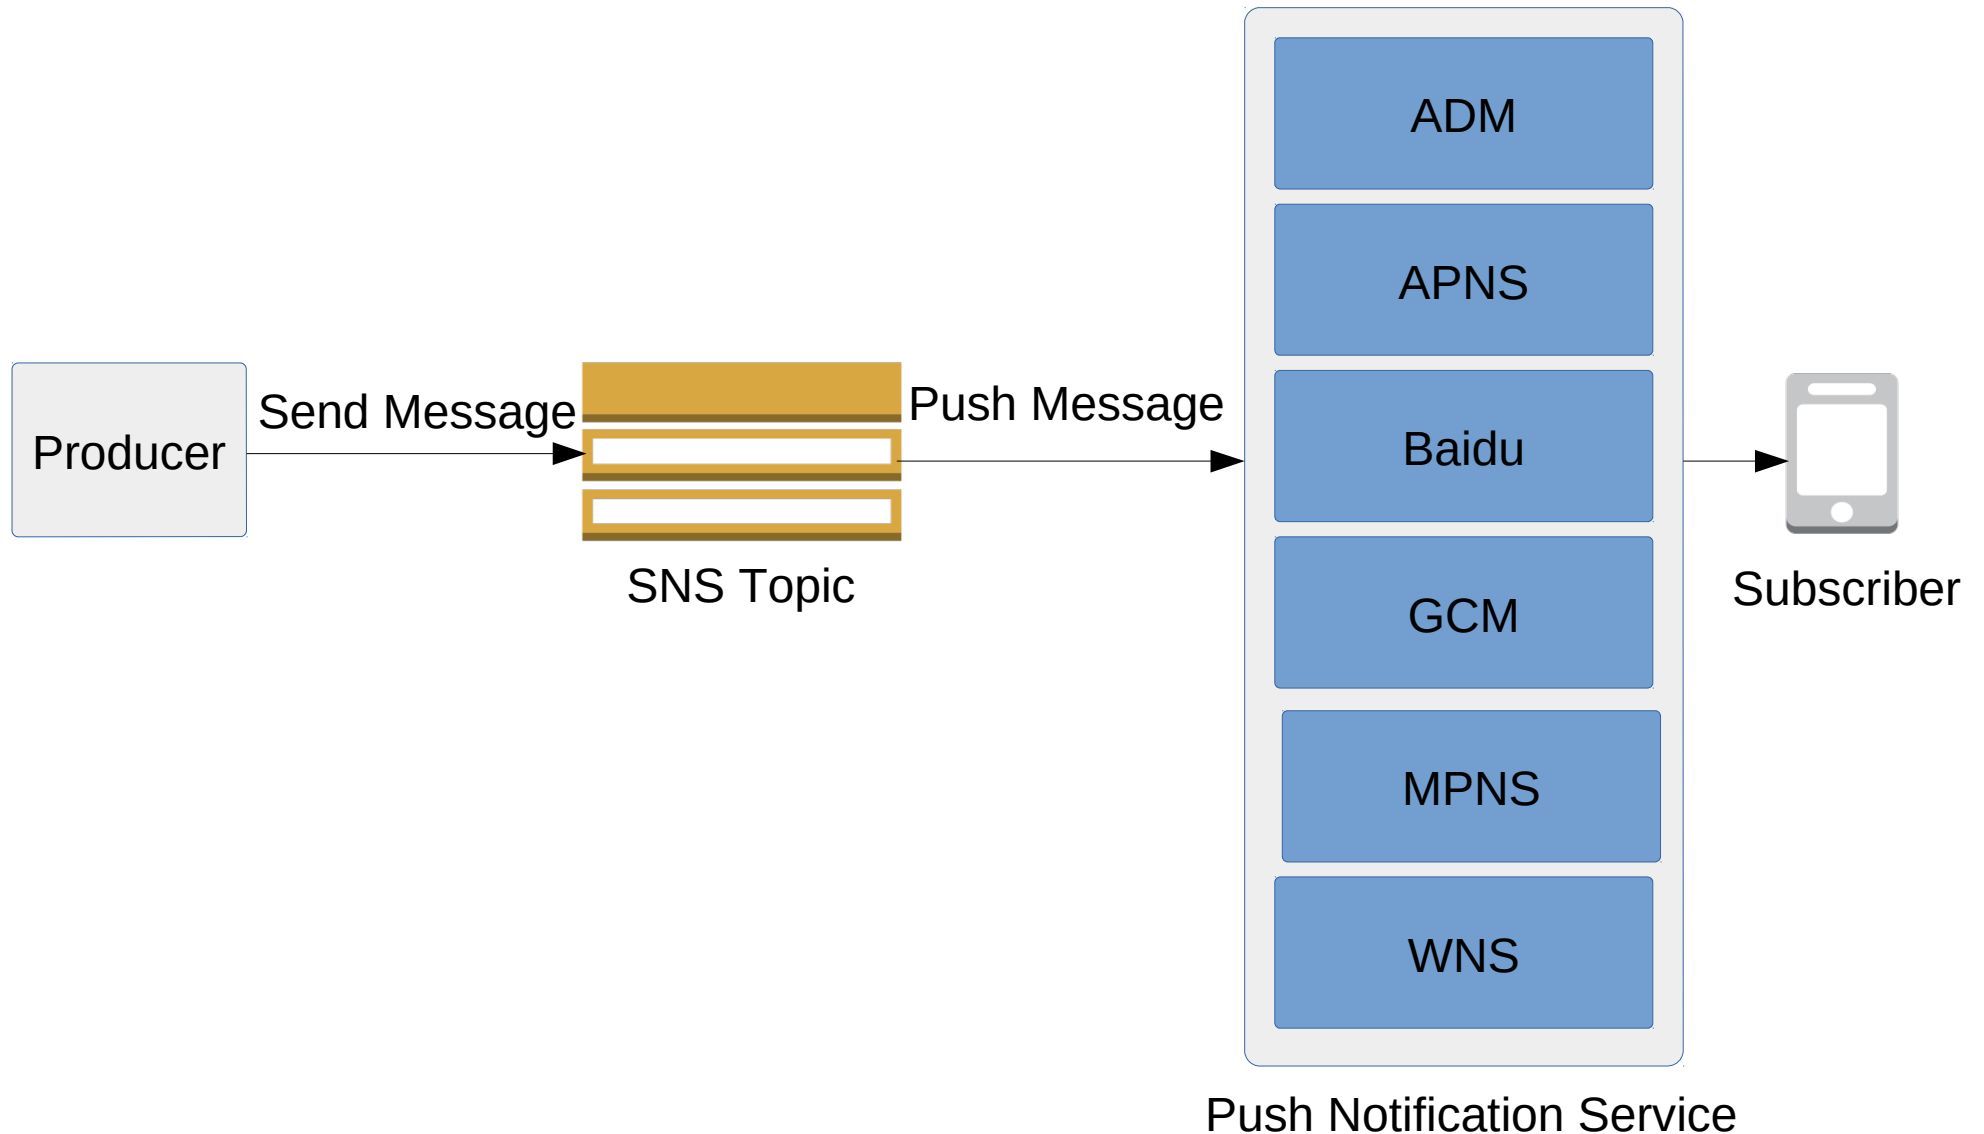 Producer
Send Message
SNS Topic
Push Message
ADM
APNS
Baidu
GCM
MPNS
WNS
Push Notification Service
Subscriber